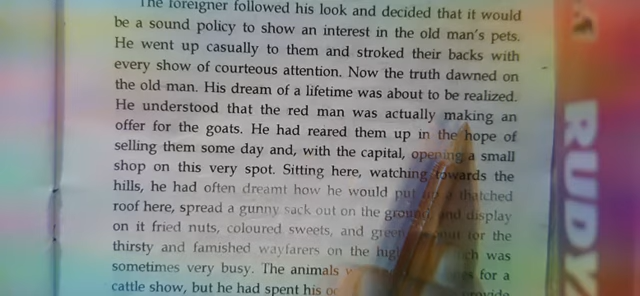 The foreigner followed his look and decided that it would
be a sound policy to show an interest in the old man's pets.
He went up casually to them and stroked their backs with
every show of courteous attention. Now the truth dawned on
the old man. His dream of a lifetime was about to be realized.
He understood that the red man was actually making an
offer for the goats. He had reared them up in the hope of
selling them some day and, with the capital, opening a small
shop on this very spot. Sitting here, watching towards the
hills, he had often dreamt how he would put up a thatched
roof here, spread a gunny sack out on the ground and display
on it fried nuts, coloured sweets, and green for the
thirsty and famished wayfarers on the was
sometimes very busy. The animals for a
cattle show, but he had spent his
RUDY